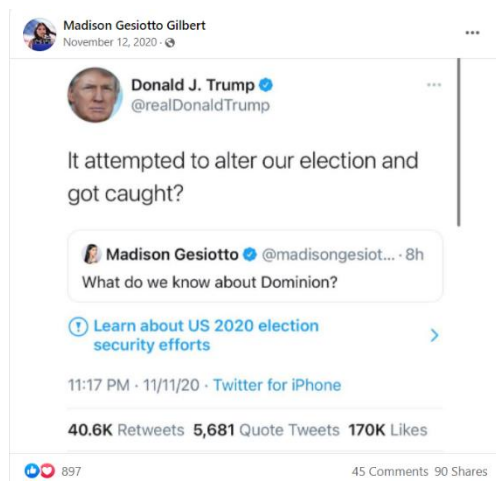 Madison Gesiotto Gilbert
November 12, 2020 ·
Donald J. Trump
@realDonaldTrump
It attempted to alter our election and
got caught?
Madison Gesiotto @madisongesiot... · 8h
What do we know about Dominion?
Learn about US 2020 election
security efforts
11:17 PM · 11/11/20 · Twitter for iPhone
40.6K Retweets 5,681 Quote Tweets 170K Likes
897 45 Comments 90 Shares